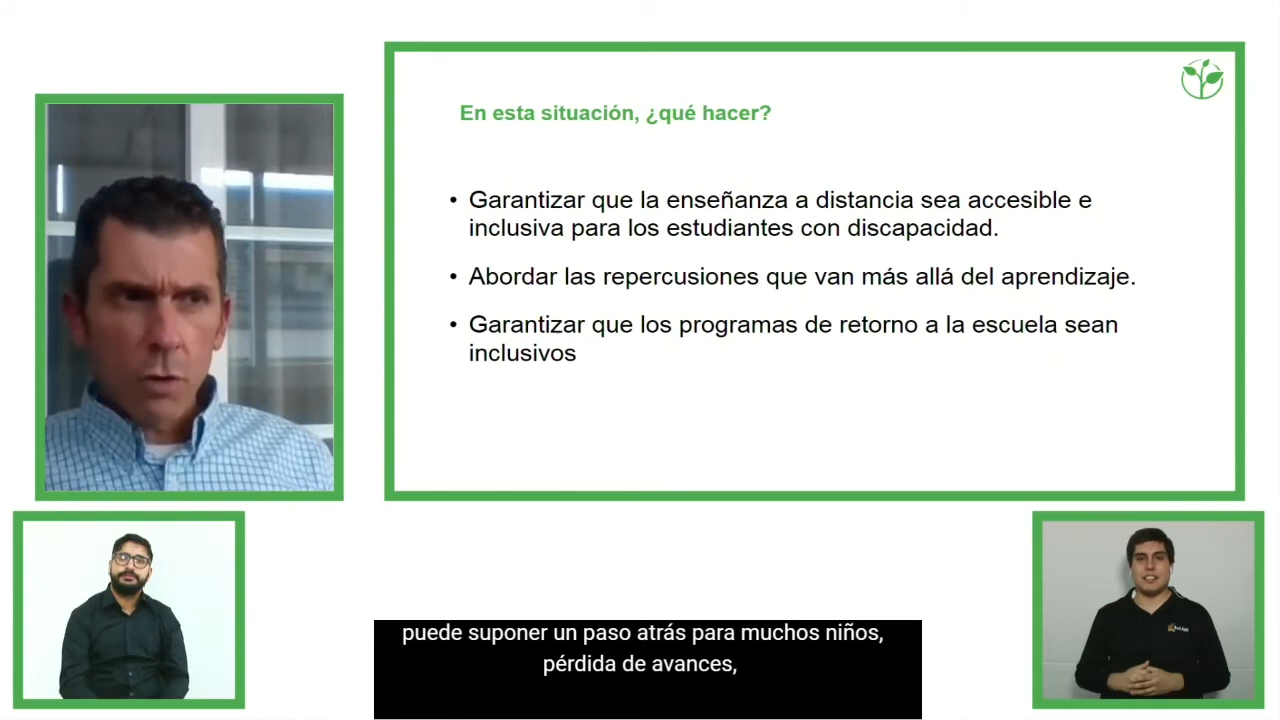 En esta situación, ¿qué hacer?
• Garantizar que la enseñanza a distancia sea accesible e
inclusiva para los estudiantes con discapacidad.
• Abordar las repercusiones que van más allá del aprendizaje.
• Garantizar que los programas de retorno a la escuela sean
inclusivos
puede suponer un paso atrás para muchos niños,
pérdida de avances,